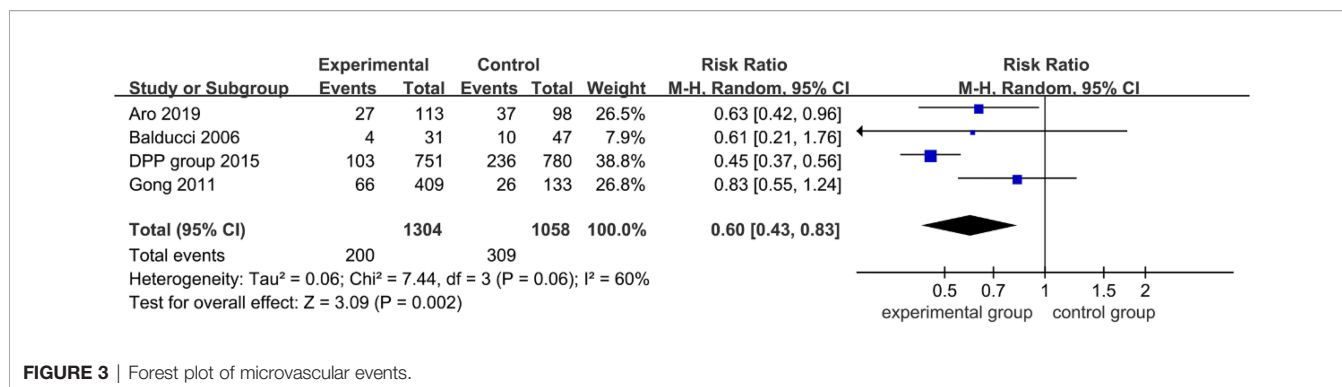 Experimental Control Risk Ratio Risk Ratio
Study or Subgroup Events Total Events Total Weight M-H, Random, 95% CI M-H, Random, 95% CI
Aro 2019 27 113 37 98 26.5% 0.63 [0.42, 0.96]
Balducci 2006 4 31 10 47 7.9% 0.61 [0.21, 1.76]
DPP group 2015 103 751 236 780 38.8% 0.45 [0.37, 0.56]
Gong 2011 66 409 26 133 26.8% 0.83 [0.55, 1.24]
Total (95% CI) 1304 1058 100.0% 0.60 [0.43, 0.83]
Total events 200 309
Heterogeneity: Tau² = 0.06; Chi² = 7.44, df = 3 (P = 0.06); I² = 60%
Test for overall effect: Z = 3.09 (P = 0.002)
0.5 0.7 1 1.5 2
experimental group control group
FIGURE 3 | Forest plot of microvascular events.